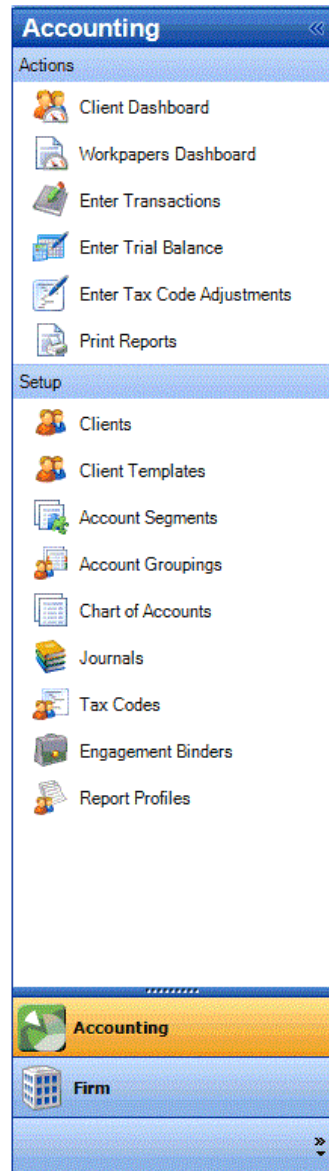 Accounting
Actions
Client Dashboard
Workpapers Dashboard
Enter Transactions
Enter Trial Balance
Enter Tax Code Adjustments
Print Reports
Setup
Clients
Client Templates
Account Segments
Account Groupings
Chart of Accounts
Journals
Tax Codes
Engagement Binders
Report Profiles
Accounting
Firm